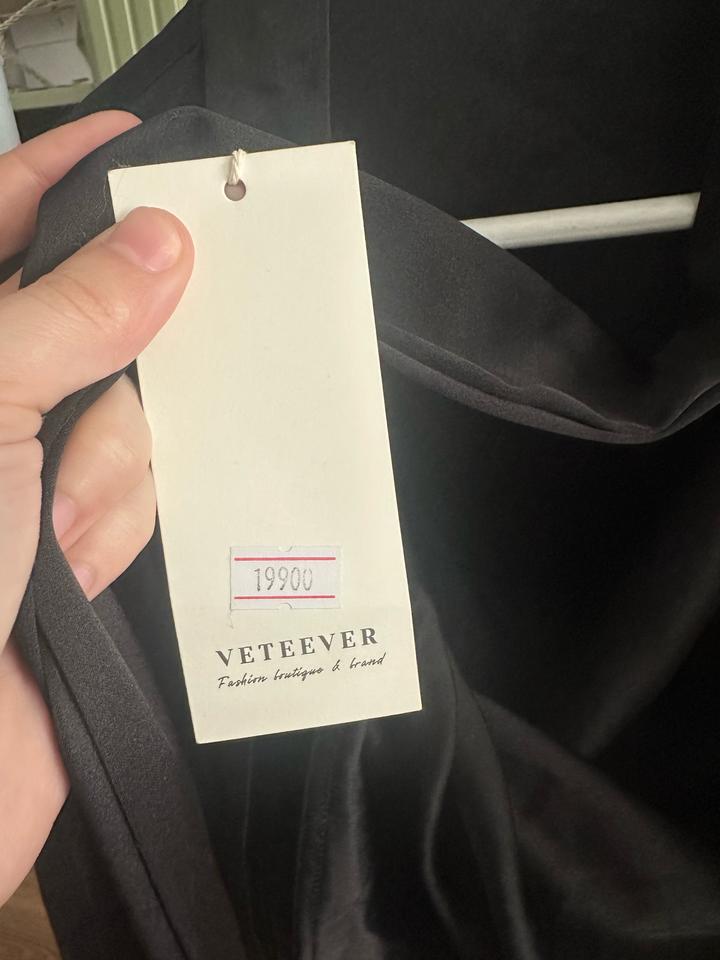 19900
VETEEVER
Fashion boutique & brand